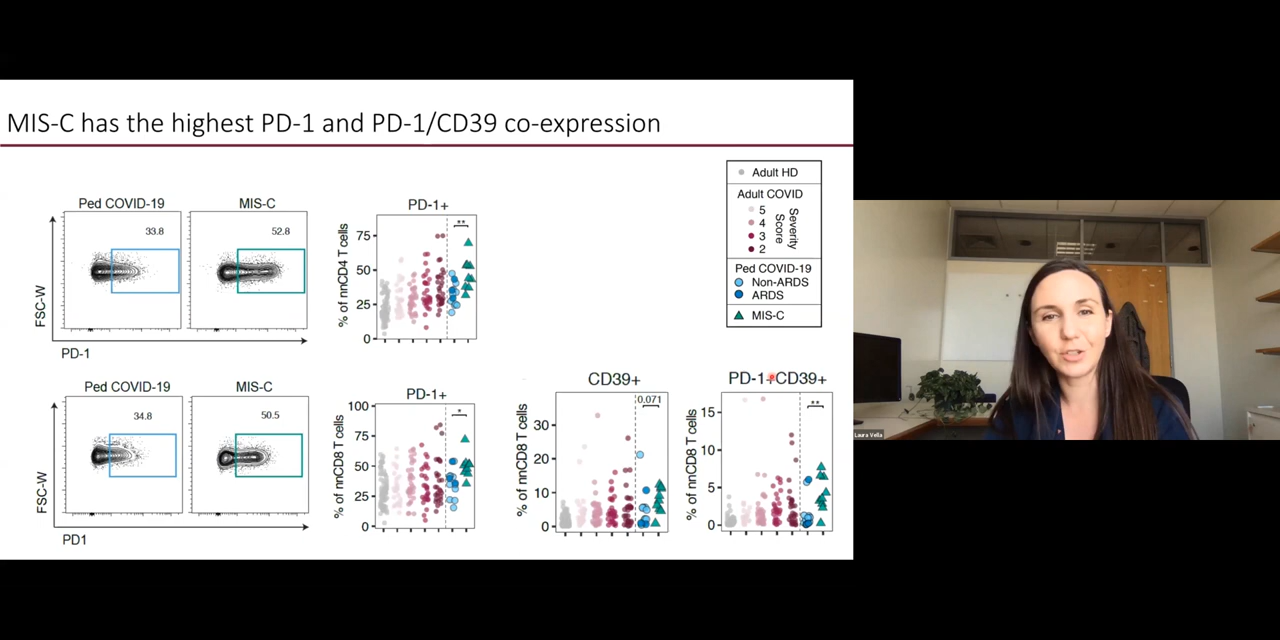 MIS-C has the highest PD-1 and PD-1/CD39 co-expression
Ped COVID-19
MIS-C
33.8
52.8
FSC-W
PD-1
PD-1+
% of nnCD4 T cells
75
50
25
0
**
Adult HD
Adult COVID
5
4
3
2
Severity
Score
Ped COVID-19
Non-ARDS
ARDS
MIS-C
Ped COVID-19
MIS-C
34.8
50.5
FSC-W
PD1
PD-1+
% of nnCD8 T cells
100
75
50
25
0
*
CD39+
% of nnCD8 T cells
30
20
10
0
0.071
PD-1+CD39+
% of nnCD8 T cells
15
10
5
0
**
Laura Vella